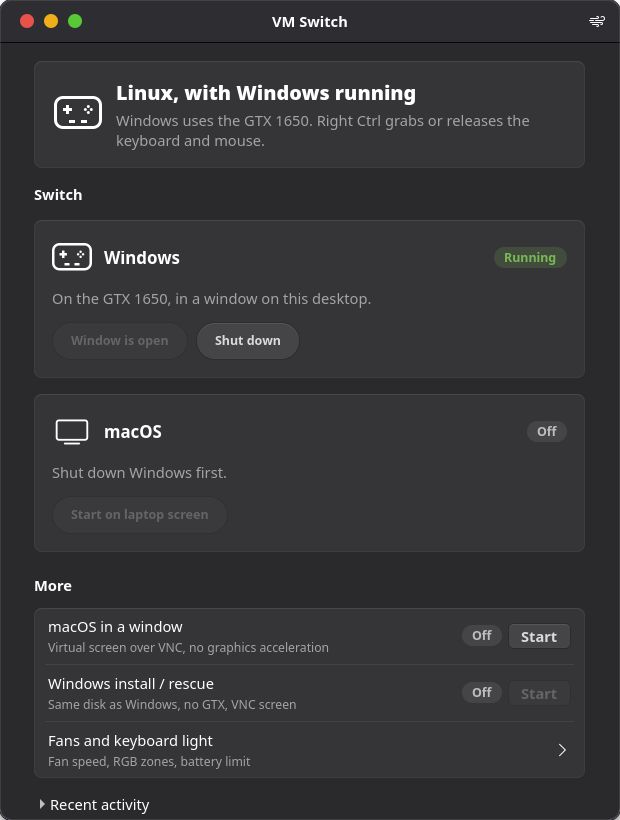 VM Switch
Linux, with Windows running
Windows uses the GTX 1650. Right Ctrl grabs or releases the
keyboard and mouse.
Switch
Windows
Running
On the GTX 1650, in a window on this desktop.
Window is open
Shut down
macOS
Off
Shut down Windows first.
Start on laptop screen
More
macOS in a window
Virtual screen over VNC, no graphics acceleration
Off
Start
Windows install / rescue
Same disk as Windows, no GTX, VNC screen
Off
Start
Fans and keyboard light
Fan speed, RGB zones, battery limit
Recent activity